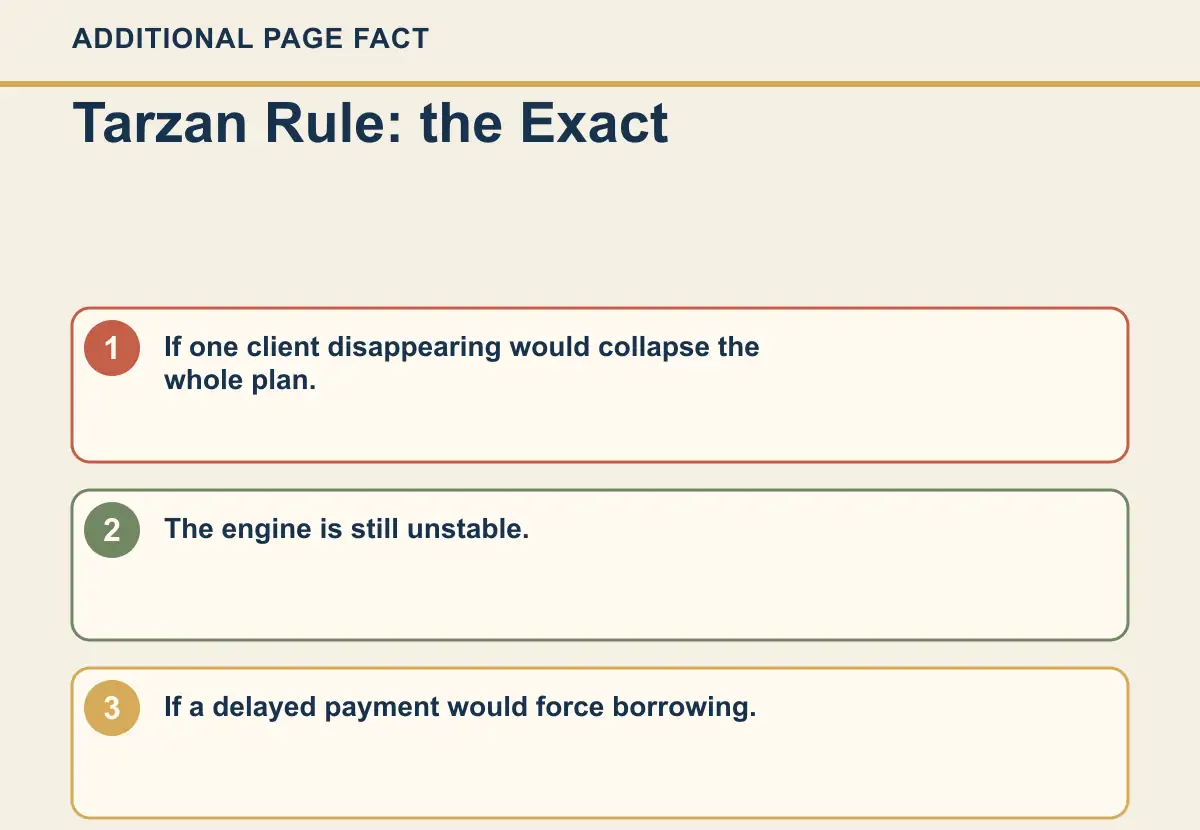 ADDITIONAL PAGE FACT
Tarzan Rule: the Exact
1
If one client disappearing would collapse the
whole plan.
2
The engine is still unstable.
3
If a delayed payment would force borrowing.